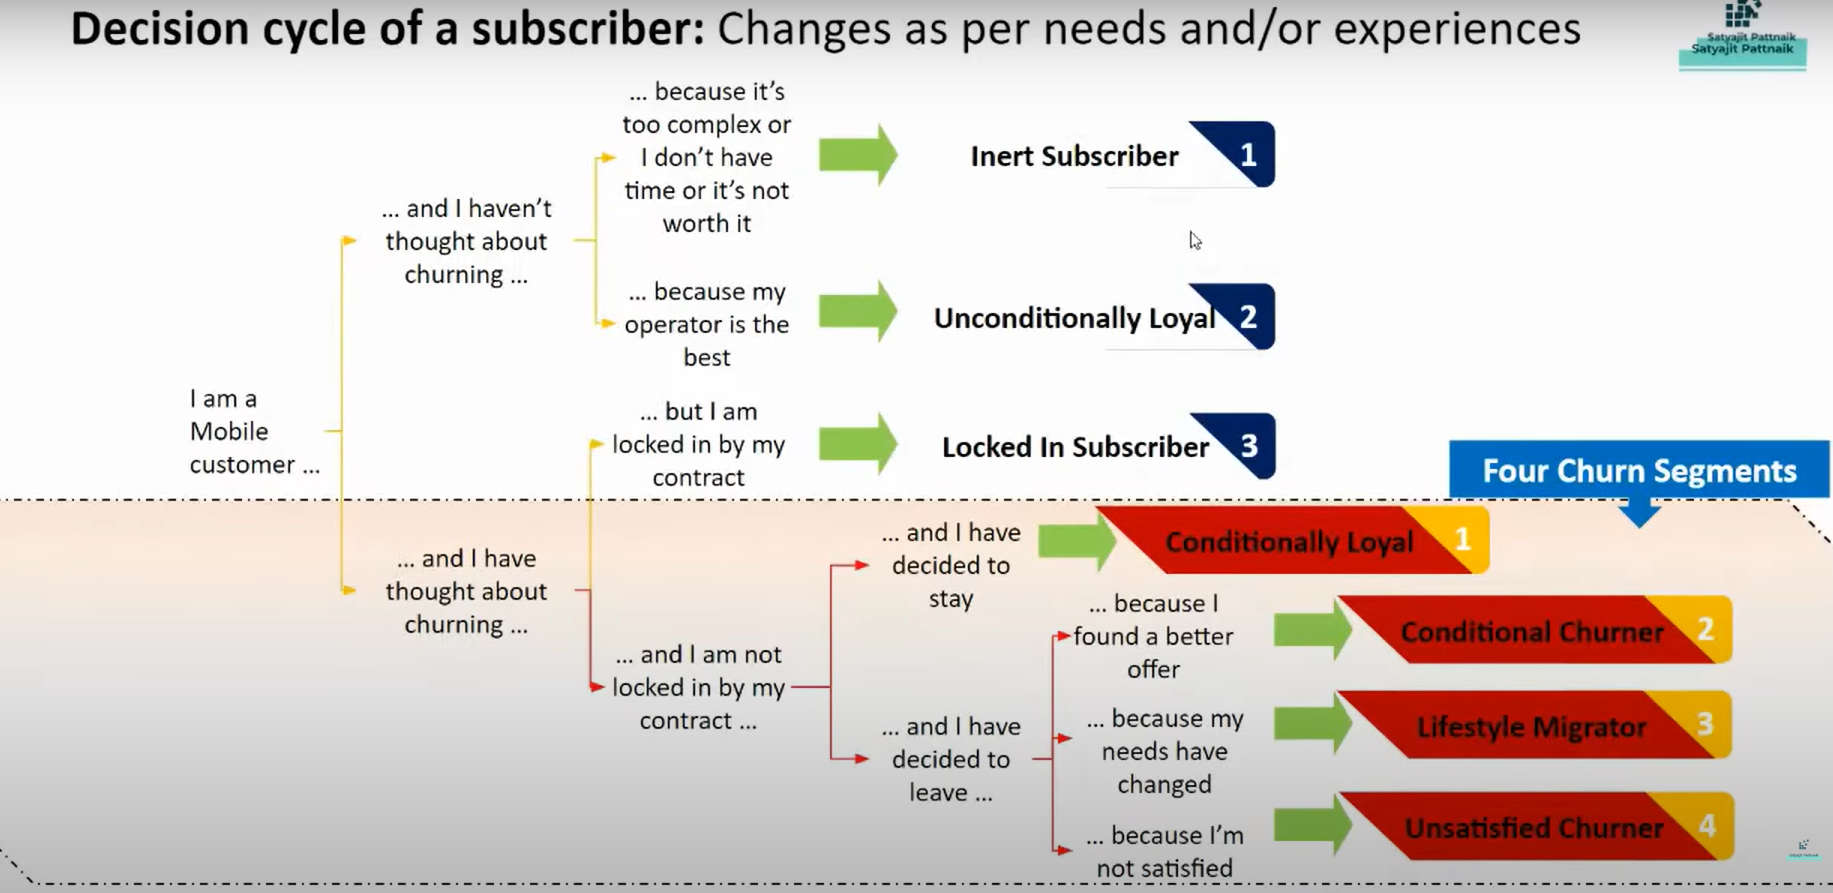 Decision cycle of a subscriber: Changes as per needs and/or experiences
Satyajit Pattnaik
Satyajit Pattnaik
I am a
Mobile
customer ...
... and I haven't
thought about
churning ...
... because it's
too complex or
I don't have
time or it's not
worth it
Inert Subscriber 1
... because my
operator is the
best
Unconditionally Loyal 2
... and I have
thought about
churning ...
... but I am
locked in by my
contract
Locked In Subscriber 3
Four Churn Segments
... and I am not
locked in by my
contract ...
... and I have
decided to
stay
Conditionally Loyal 1
... and I have
decided to
leave ...
... because I
found a better
offer
Conditional Churner 2
... because my
needs have
changed
Lifestyle Migrator 3
... because I'm
not satisfied
Unsatisfied Churner 4
Satyajit Pattnaik